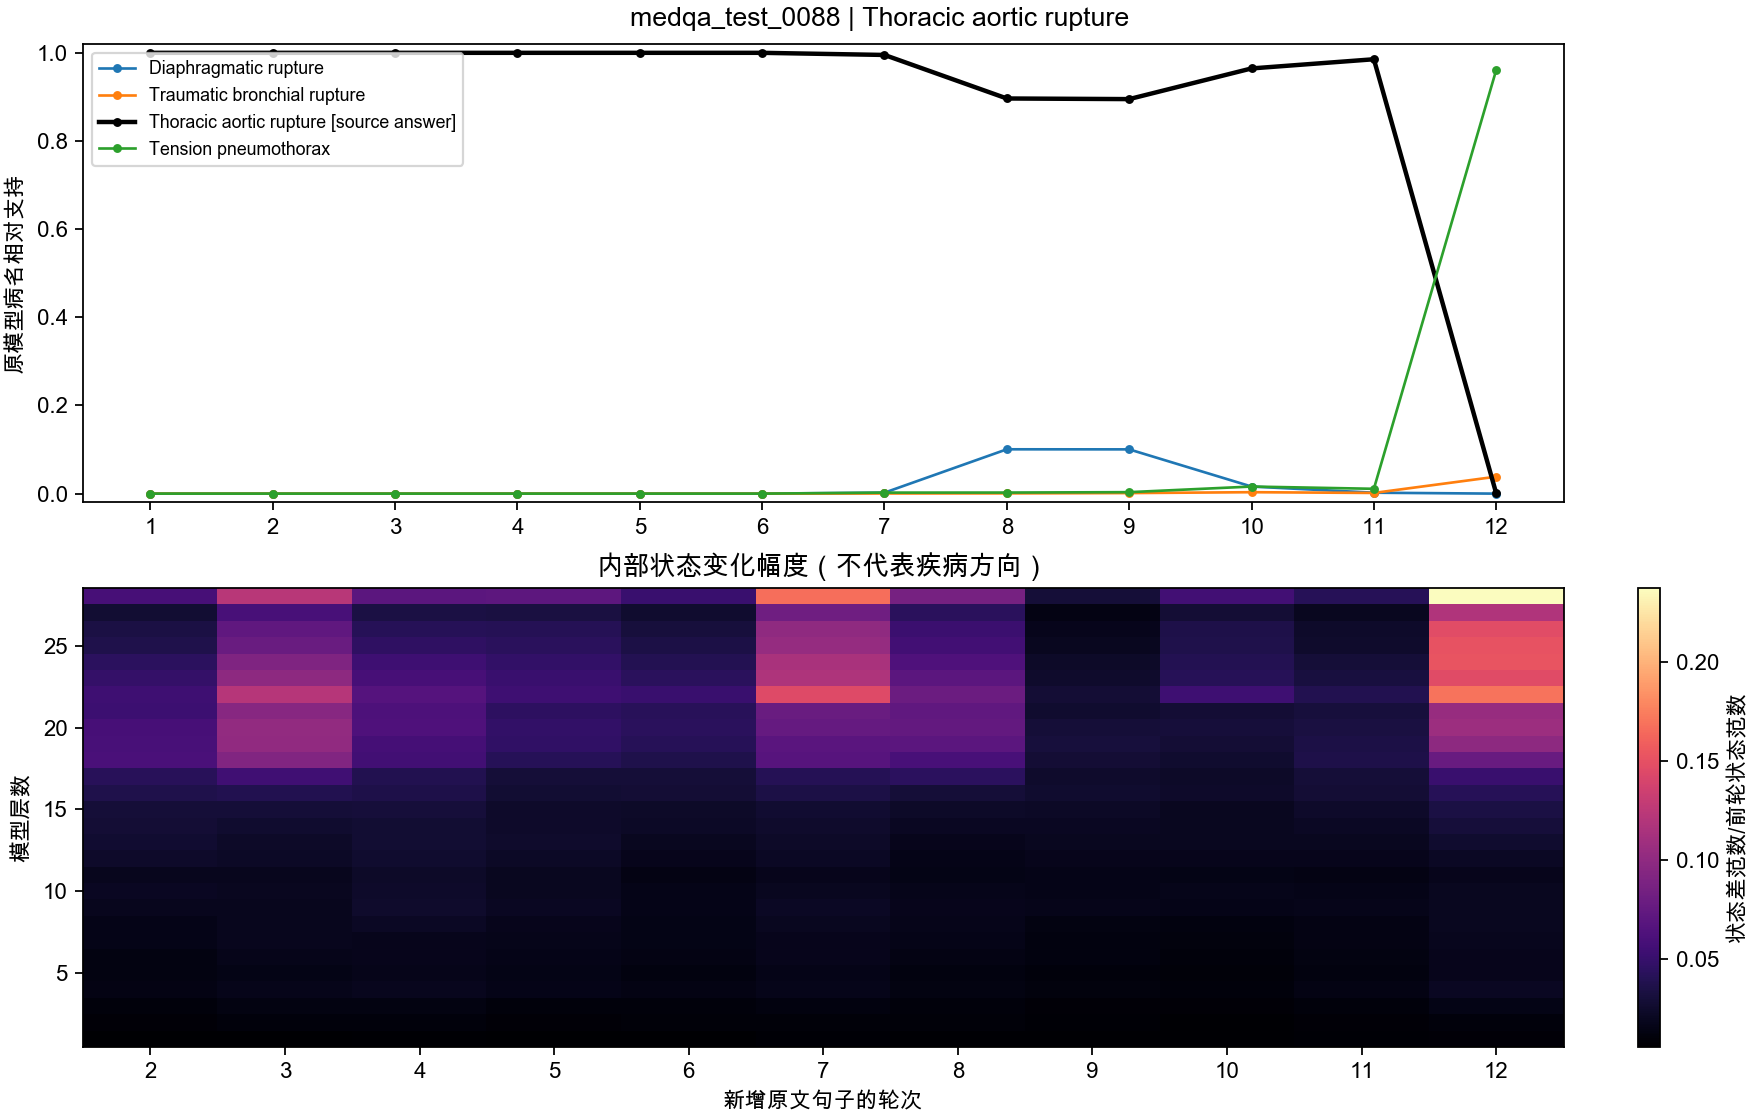 medqa_test_0088 | Thoracic aortic rupture
原模型病名相对支持
1.0
0.8
0.6
0.4
0.2
0.0
Diaphragmatic rupture
Traumatic bronchial rupture
Thoracic aortic rupture [source answer]
Tension pneumothorax
1 2 3 4 5 6 7 8 9 10 11 12
内部状态变化幅度（不代表疾病方向）
模型层数
25
20
15
10
5
2 3 4 5 6 7 8 9 10 11 12
新增原文句子的轮次
0.20
0.15
0.10
0.05
状态差范数/前轮状态范数